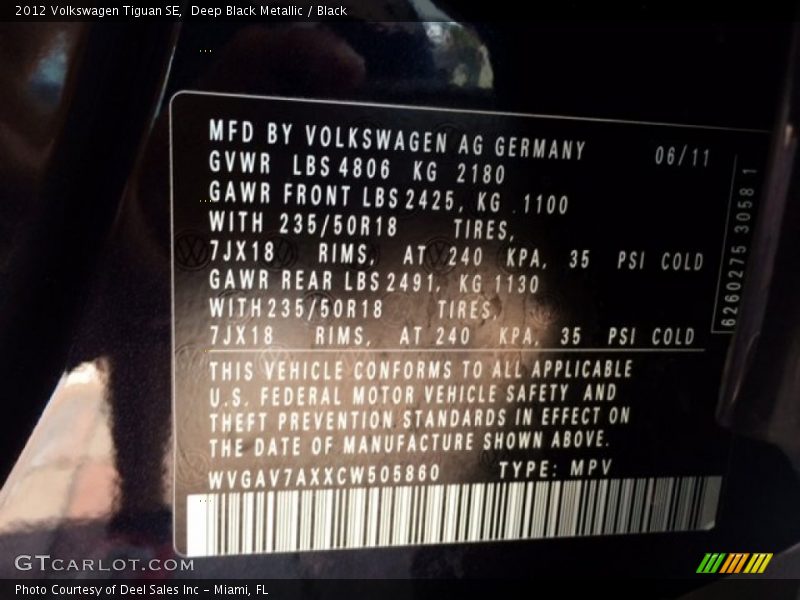 2012 Volkswagen Tiguan SE, Deep Black Metallic / Black
MFD BY VOLKSWAGEN AG GERMANY 06/11
GVWR LBS 4806 KG 2180
GAWR FRONT LBS 2425, KG 1100
WITH 235/50R18 TIRES,
7JX18 RIMS, AT 240 KPA, 35 PSI COLD
GAWR REAR LBS 2491, KG 1130
WITH 235/50R18 TIRES,
7JX18 RIMS, AT 240 KPA, 35 PSI COLD
6260275 3058 1
THIS VEHICLE CONFORMS TO ALL APPLICABLE
U.S. FEDERAL MOTOR VEHICLE SAFETY AND
THEFT PREVENTION STANDARDS IN EFFECT ON
THE DATE OF MANUFACTURE SHOWN ABOVE.
WVGAV7AXXCW505860 TYPE: MPV
GTCARLOT.COM
Photo Courtesy of Deel Sales Inc - Miami, FL